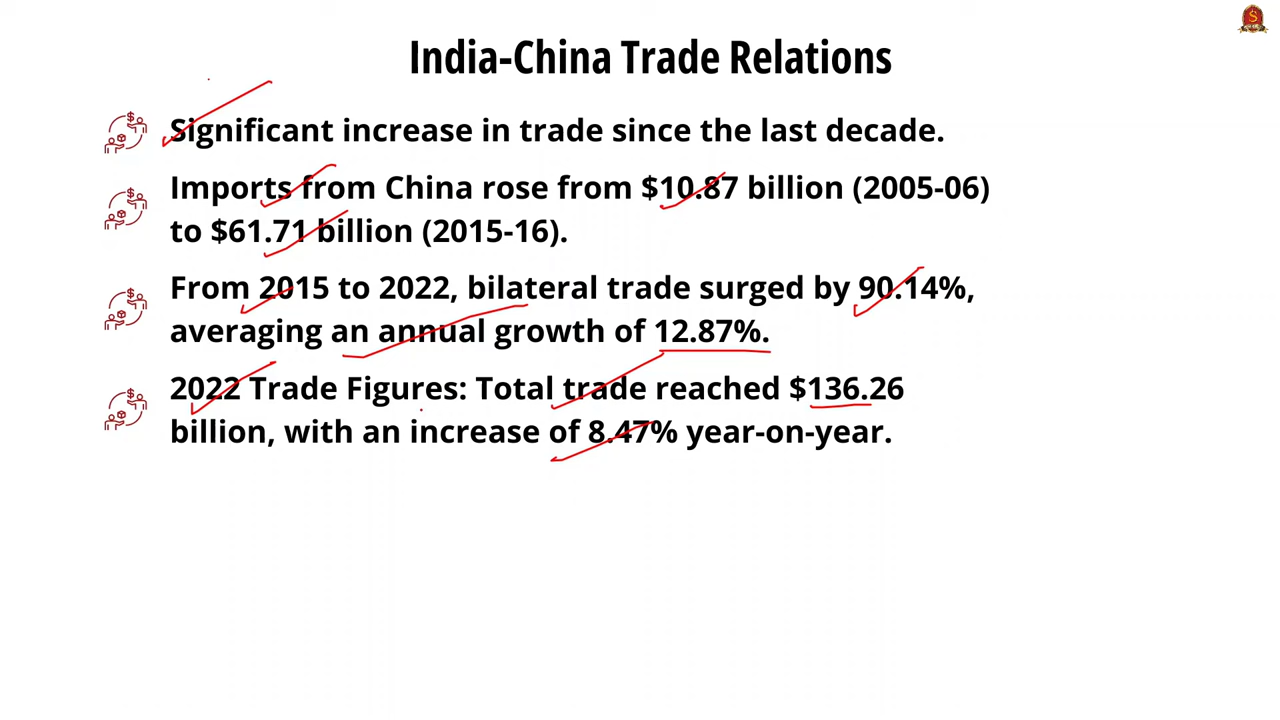 India-China Trade Relations
Significant increase in trade since the last decade.
Imports from China rose from $10.87 billion (2005-06)
to $61.71 billion (2015-16).
From 2015 to 2022, bilateral trade surged by 90.14%,
averaging an annual growth of 12.87%.
2022 Trade Figures: Total trade reached $136.26
billion, with an increase of 8.47% year-on-year.